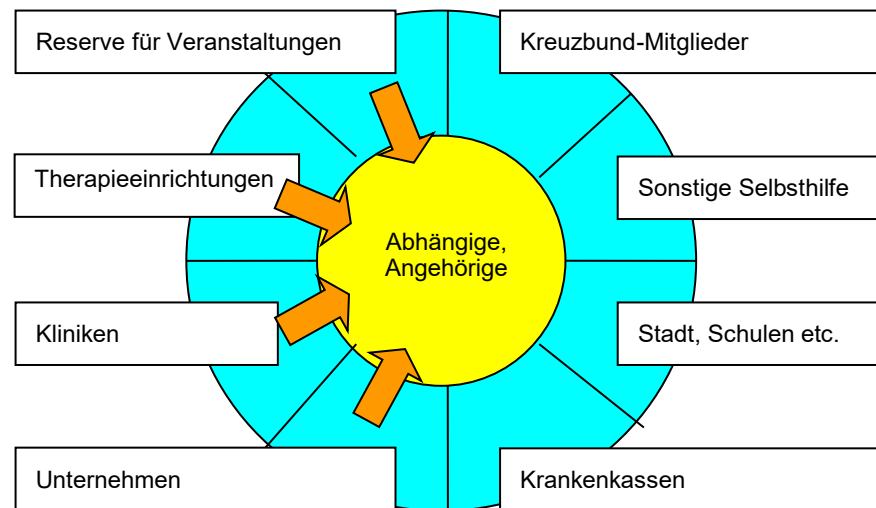 Reserve für Veranstaltungen
Kreuzbund-Mitglieder
Therapieeinrichtungen
Sonstige Selbsthilfe
Abhängige,
Angehörige
Kliniken
Stadt, Schulen etc.
Unternehmen
Krankenkassen